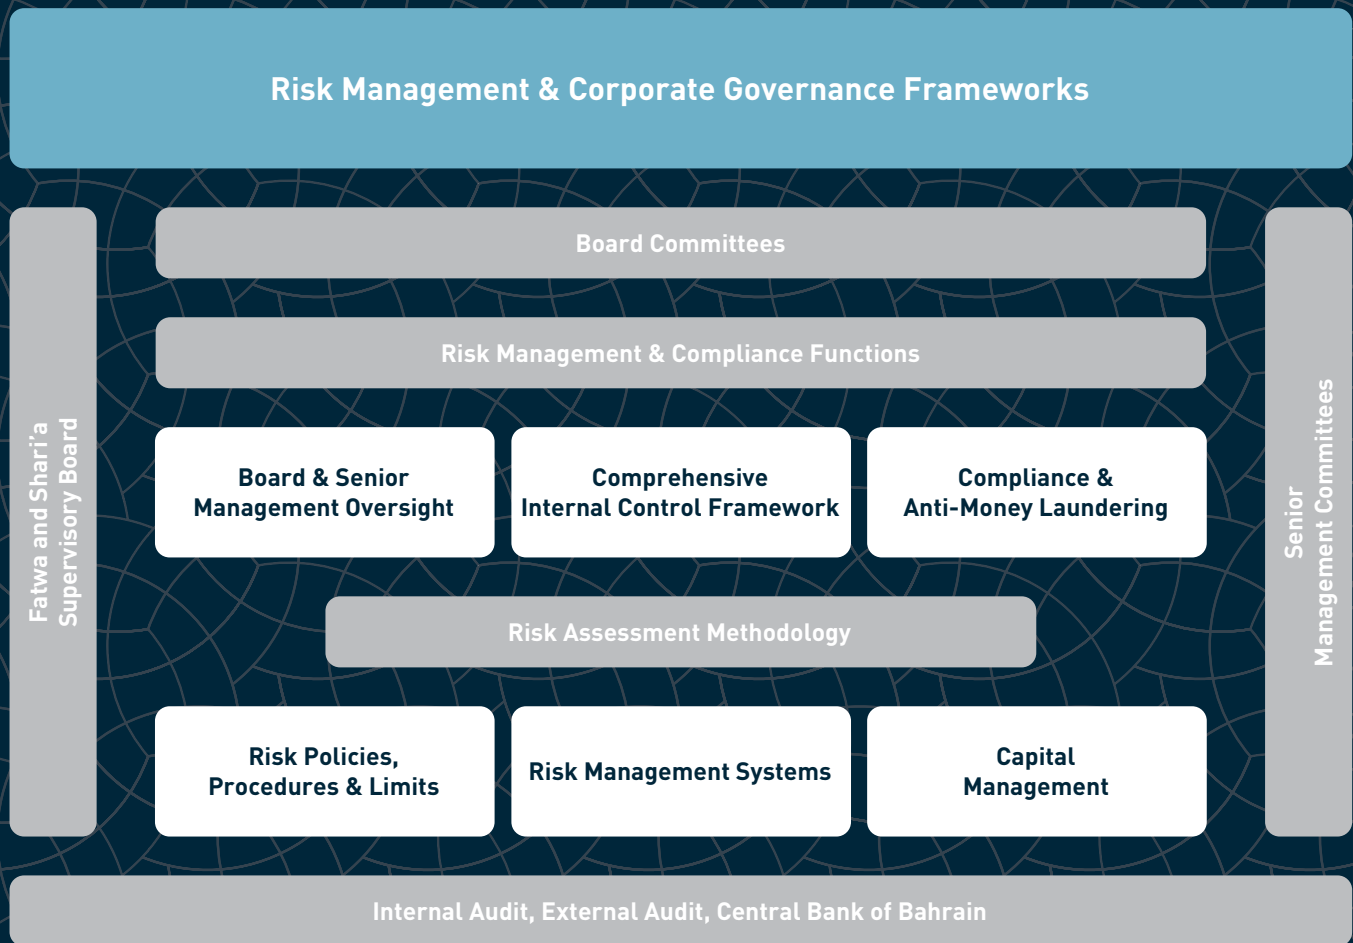 Risk Management & Corporate Governance Frameworks
Fatwa and Shari’a
Supervisory Board
Board Committees
Risk Management & Compliance Functions
Board & Senior
Management Oversight
Comprehensive
Internal Control Framework
Compliance &
Anti-Money Laundering
Risk Assessment Methodology
Risk Policies,
Procedures & Limits
Risk Management Systems
Capital
Management
Senior
Management Committees
Internal Audit, External Audit, Central Bank of Bahrain